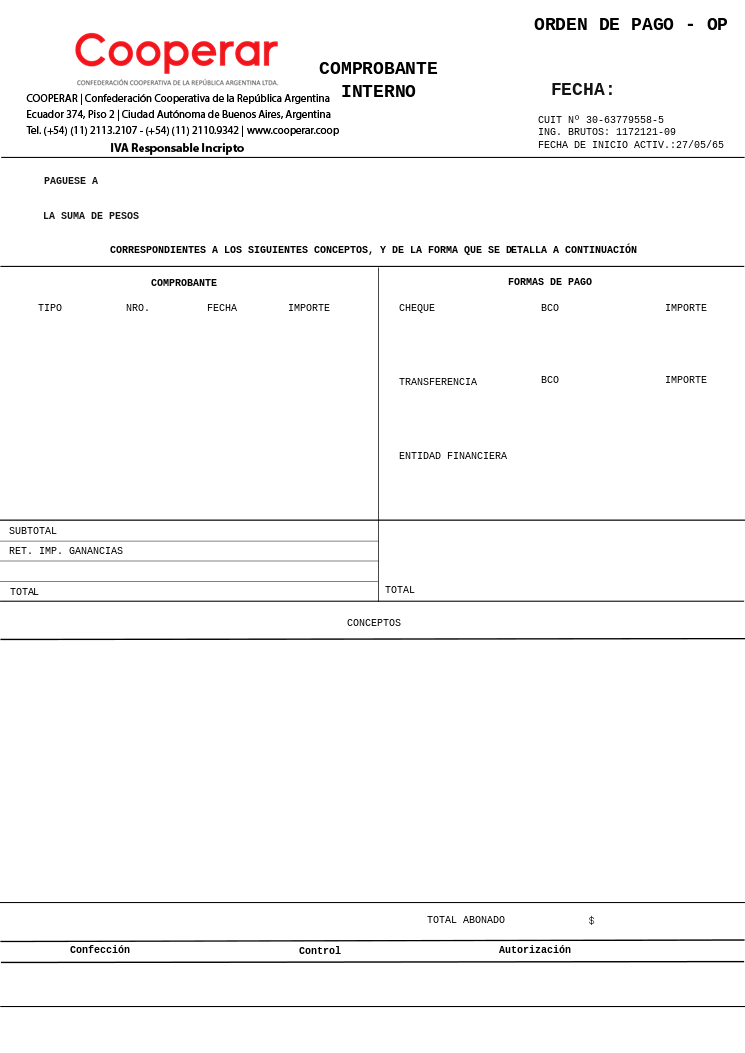 ORDEN DE PAGO - OP
Cooperar
CONFEDERACIÓN COOPERATIVA DE LA REPÚBLICA ARGENTINA LTDA.
COMPROBANTE
INTERNO
FECHA:
COOPERAR | Confederación Cooperativa de la República Argentina
Ecuador 374, Piso 2 | Ciudad Autónoma de Buenos Aires, Argentina
Tel. (+54) (11) 2113.2107 - (+54) (11) 2110.9342 | www.cooperar.coop
IVA Responsable Incripto
CUIT Nº 30-63779558-5
ING. BRUTOS: 1172121-09
FECHA DE INICIO ACTIV.:27/05/65
PAGUESE A
LA SUMA DE PESOS
CORRESPONDIENTES A LOS SIGUIENTES CONCEPTOS, Y DE LA FORMA QUE SE DETALLA A CONTINUACIÓN
COMPROBANTE
TIPO NRO. FECHA IMPORTE
FORMAS DE PAGO
CHEQUE BCO IMPORTE
TRANSFERENCIA BCO IMPORTE
ENTIDAD FINANCIERA
SUBTOTAL
RET. IMP. GANANCIAS
TOTAL
TOTAL
CONCEPTOS
TOTAL ABONADO $
Confección Control Autorización